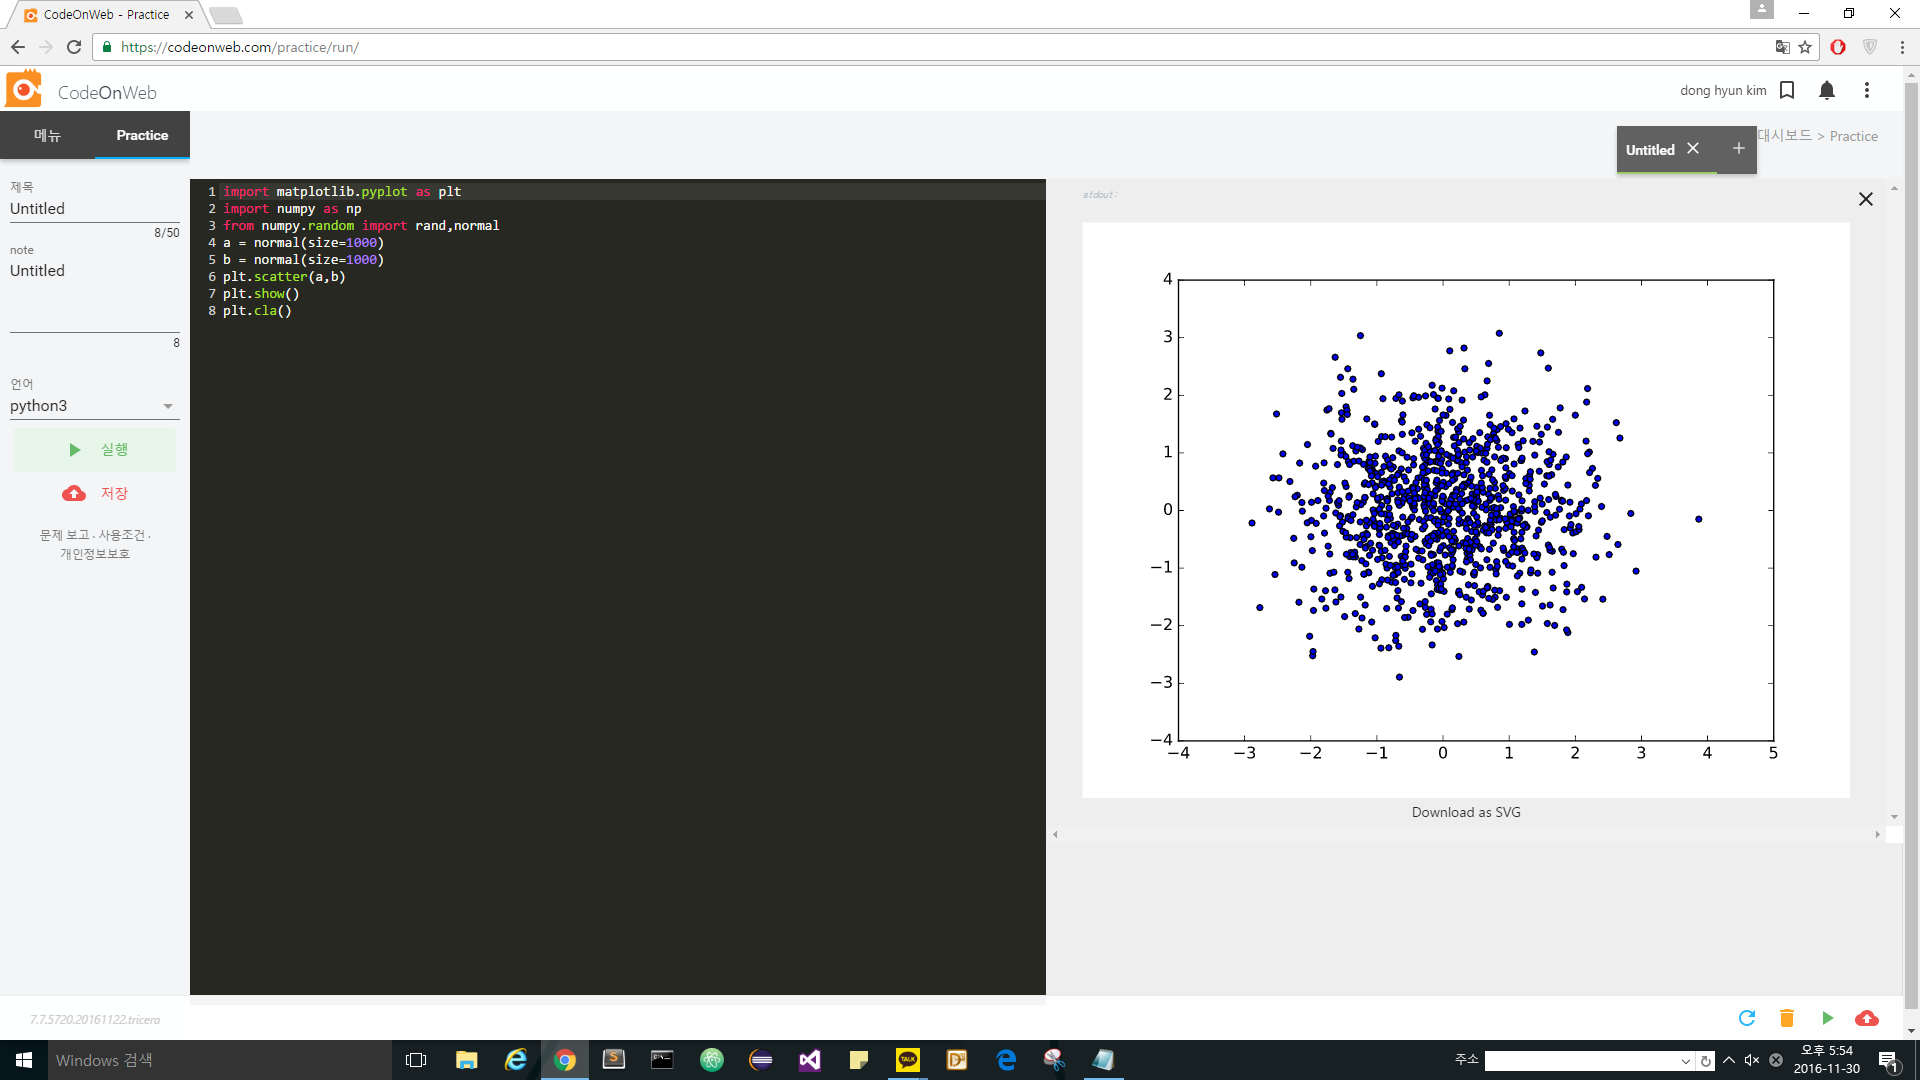 CodeOnWeb - Practice
https://codeonweb.com/practice/run/
CodeOnWeb
dong hyun kim
메뉴
Practice
Untitled
대시보드 > Practice
제목
Untitled
8/50
note
Untitled
8
언어
python3
실행
저장
문제 보고 . 사용조건 .
개인정보보호
1 import matplotlib.pyplot as plt
2 import numpy as np
3 from numpy.random import rand,normal
4 a = normal(size=1000)
5 b = normal(size=1000)
6 plt.scatter(a,b)
7 plt.show()
8 plt.cla()
stdout:
4
3
2
1
0
−1
−2
−3
−4
−4 −3 −2 −1 0 1 2 3 4 5
Download as SVG
7.7.5720.20161122.tricera
Windows 검색
TALK
주소
오후 5:54
2016-11-30
1